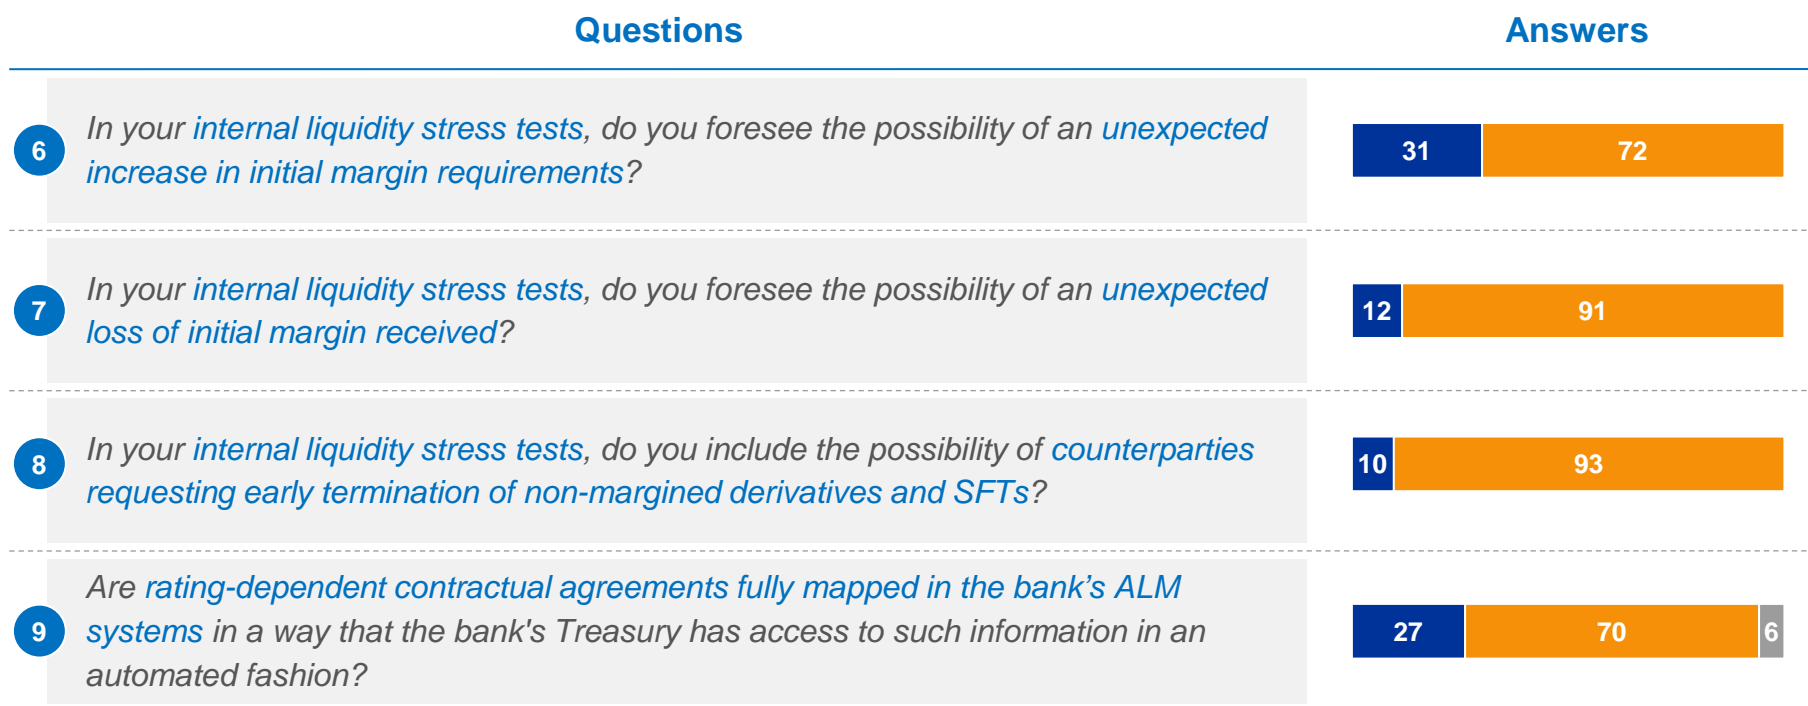 Questions Answers
6 In your internal liquidity stress tests, do you foresee the possibility of an unexpected
increase in initial margin requirements?
31 72
7 In your internal liquidity stress tests, do you foresee the possibility of an unexpected
loss of initial margin received?
12 91
8 In your internal liquidity stress tests, do you include the possibility of counterparties
requesting early termination of non-margined derivatives and SFTs?
10 93
Are rating-dependent contractual agreements fully mapped in the bank’s ALM
9 systems in a way that the bank's Treasury has access to such information in an
automated fashion?
27 70 6